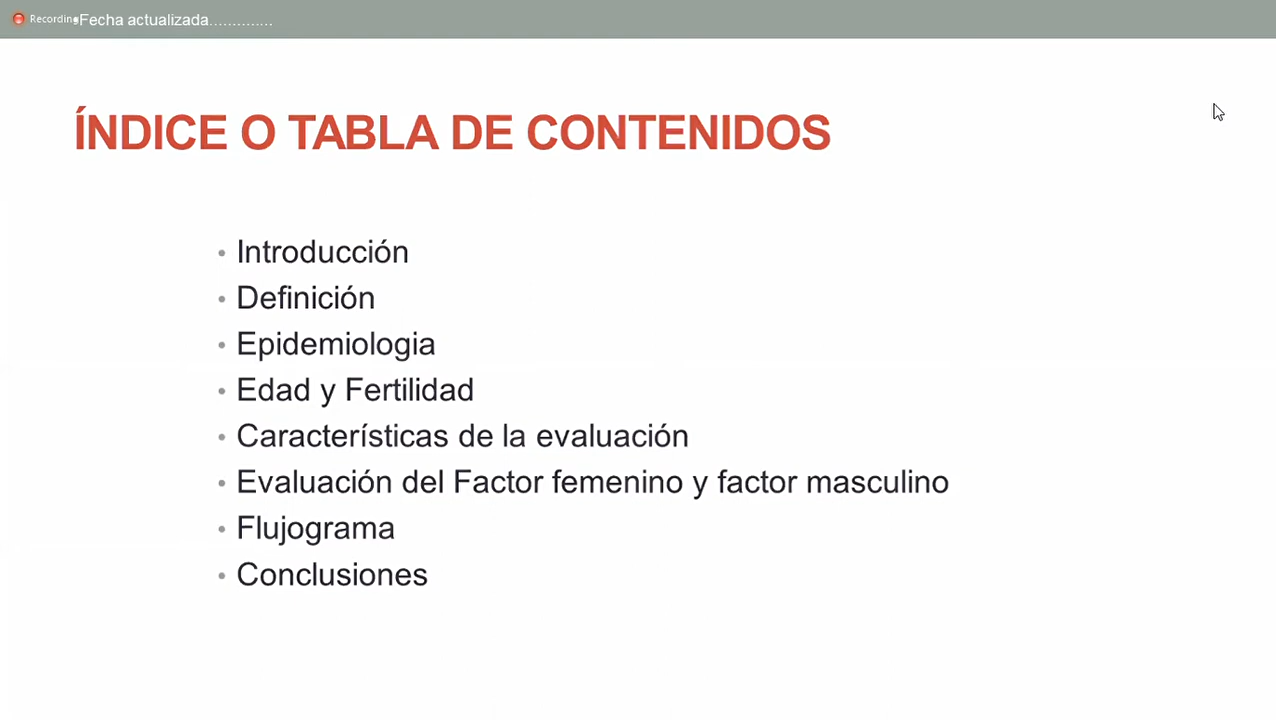 Recording
•Fecha actualizada..............
ÍNDICE O TABLA DE CONTENIDOS
• Introducción
• Definición
• Epidemiologia
• Edad y Fertilidad
• Características de la evaluación
• Evaluación del Factor femenino y factor masculino
• Flujograma
• Conclusiones